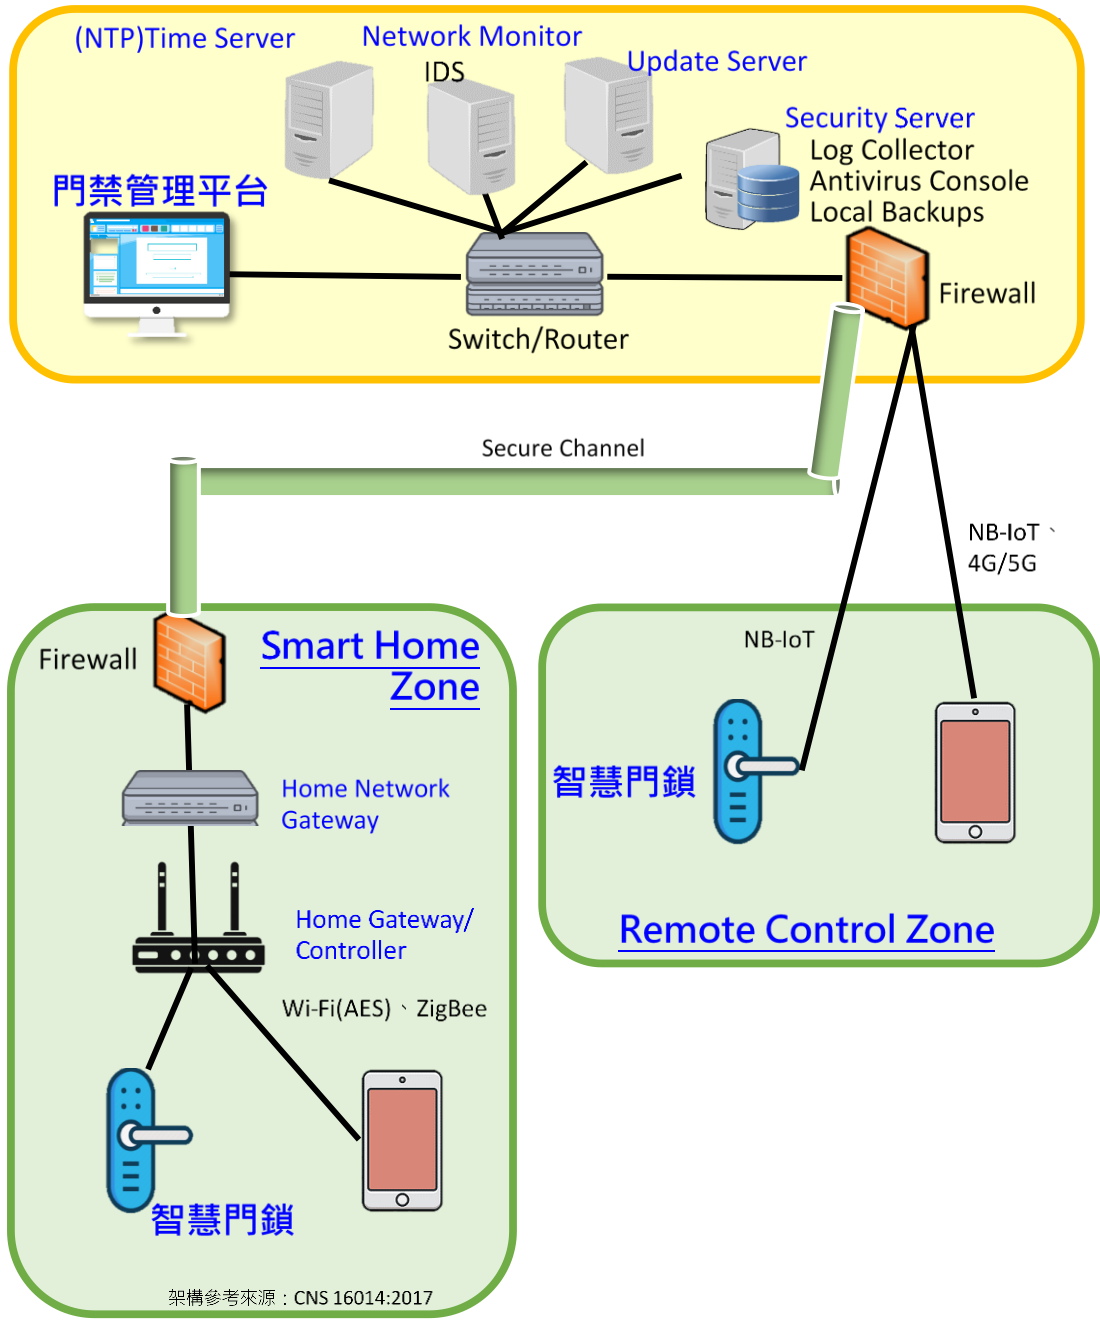 (NTP)Time Server
Network Monitor
IDS
Update Server
Security Server
Log Collector
Antivirus Console
Local Backups
門禁管理平台
Firewall
Switch/Router
Secure Channel
NB-IoT、
4G/5G
Firewall
Smart Home
Zone
NB-IoT
Home Network
Gateway
智慧門鎖
Home Gateway/
Controller
Remote Control Zone
Wi-Fi(AES)、ZigBee
智慧門鎖
架構參考來源：CNS 16014:2017